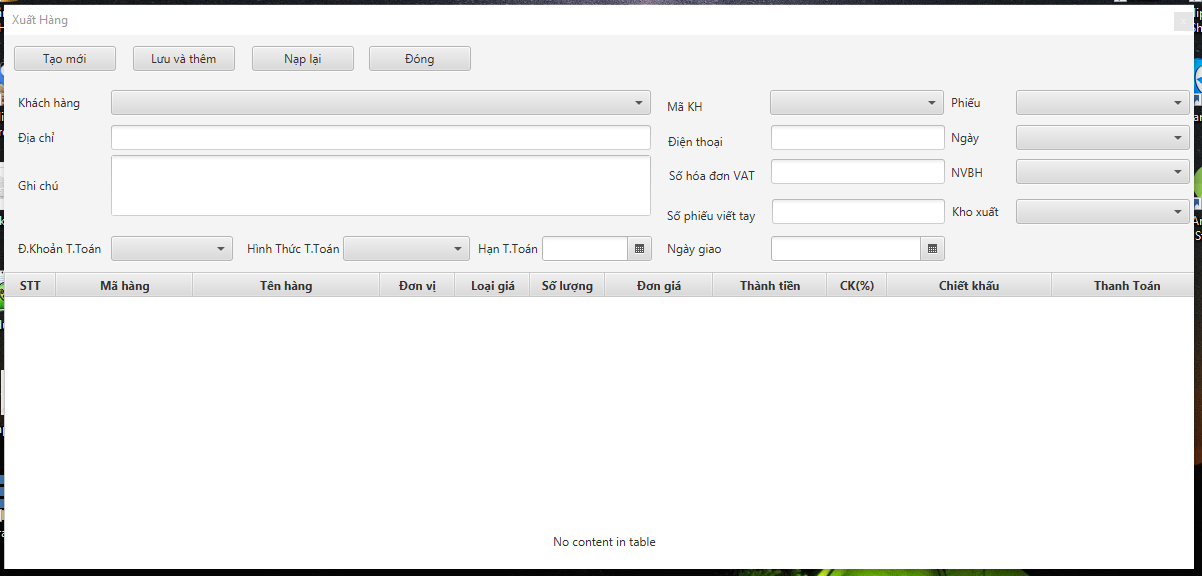 Xuất Hàng
Tạo mới Lưu và thêm Nạp lại Đóng
Khách hàng Mã KH Phiếu
Địa chỉ Điện thoại Ngày
Ghi chú Số hóa đơn VAT NVBH
Số phiếu viết tay Kho xuất
Đ.Khoản T.Toán Hình Thức T.Toán Hạn T.Toán Ngày giao
STT Mã hàng Tên hàng Đơn vị Loại giá Số lượng Đơn giá Thành tiền CK(%) Chiết khấu Thanh Toán
No content in table